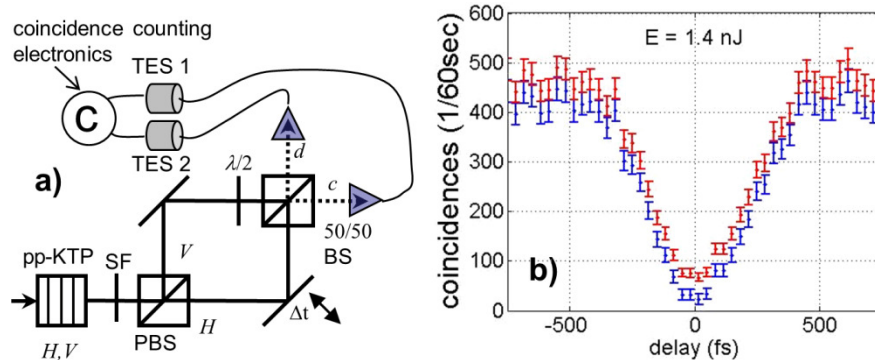 coincidence counting
electronics
TES 1
C
TES 2
d
a)
λ/2
c
50/50
BS
pp-KTP
SF
V
H
Δt
H,V
PBS
E = 1.4 nJ
coincidences (1/60sec)
600
500
400
300
200
100
0
b)
-500
0
500
delay (fs)